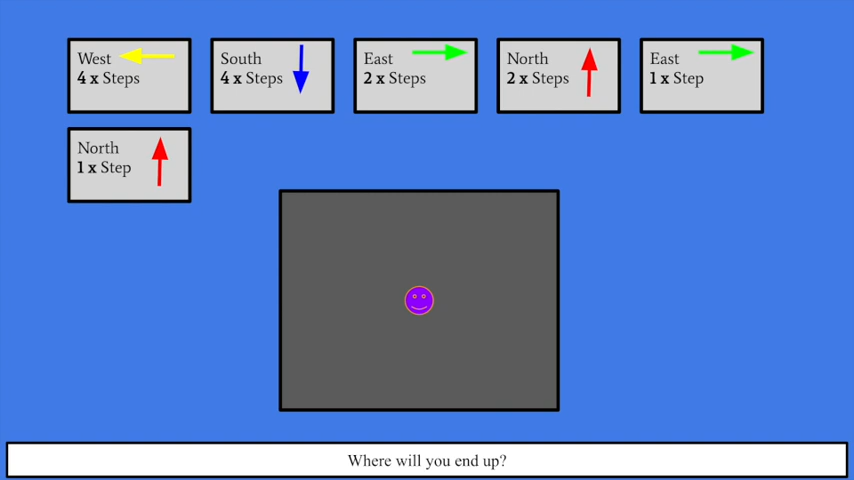 West
4 x Steps
South
4 x Steps
East
2 x Steps
North
2 x Steps
East
1 x Step
North
1 x Step
Where will you end up?